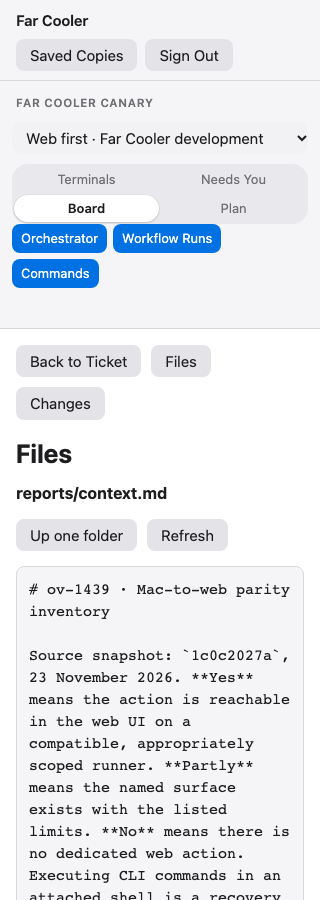 Far Cooler
Saved Copies
Sign Out
FAR COOLER CANARY
Web first · Far Cooler development
Terminals
Needs You
Board
Plan
Orchestrator
Workflow Runs
Commands
Back to Ticket
Files
Changes
Files
reports/context.md
Up one folder
Refresh
# ov-1439 · Mac-to-web parity
inventory
Source snapshot: `1c0c2027a`,
23 November 2026. **Yes**
means the action is reachable
in the web UI on a
compatible, appropriately
scoped runner. **Partly**
means the named surface
exists with the listed
limits. **No** means there is
no dedicated web action.
Executing CLI commands in an
attached shell is a recovery